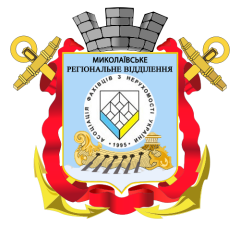 МИКОЛАЇВСЬКЕ
РЕГІОНАЛЬНЕ ВІДДІЛЕННЯ
АСОЦІАЦІЯ ФАХІВЦІВ З НЕРУХОМОСТІ УКРАЇНИ
• 1995 •